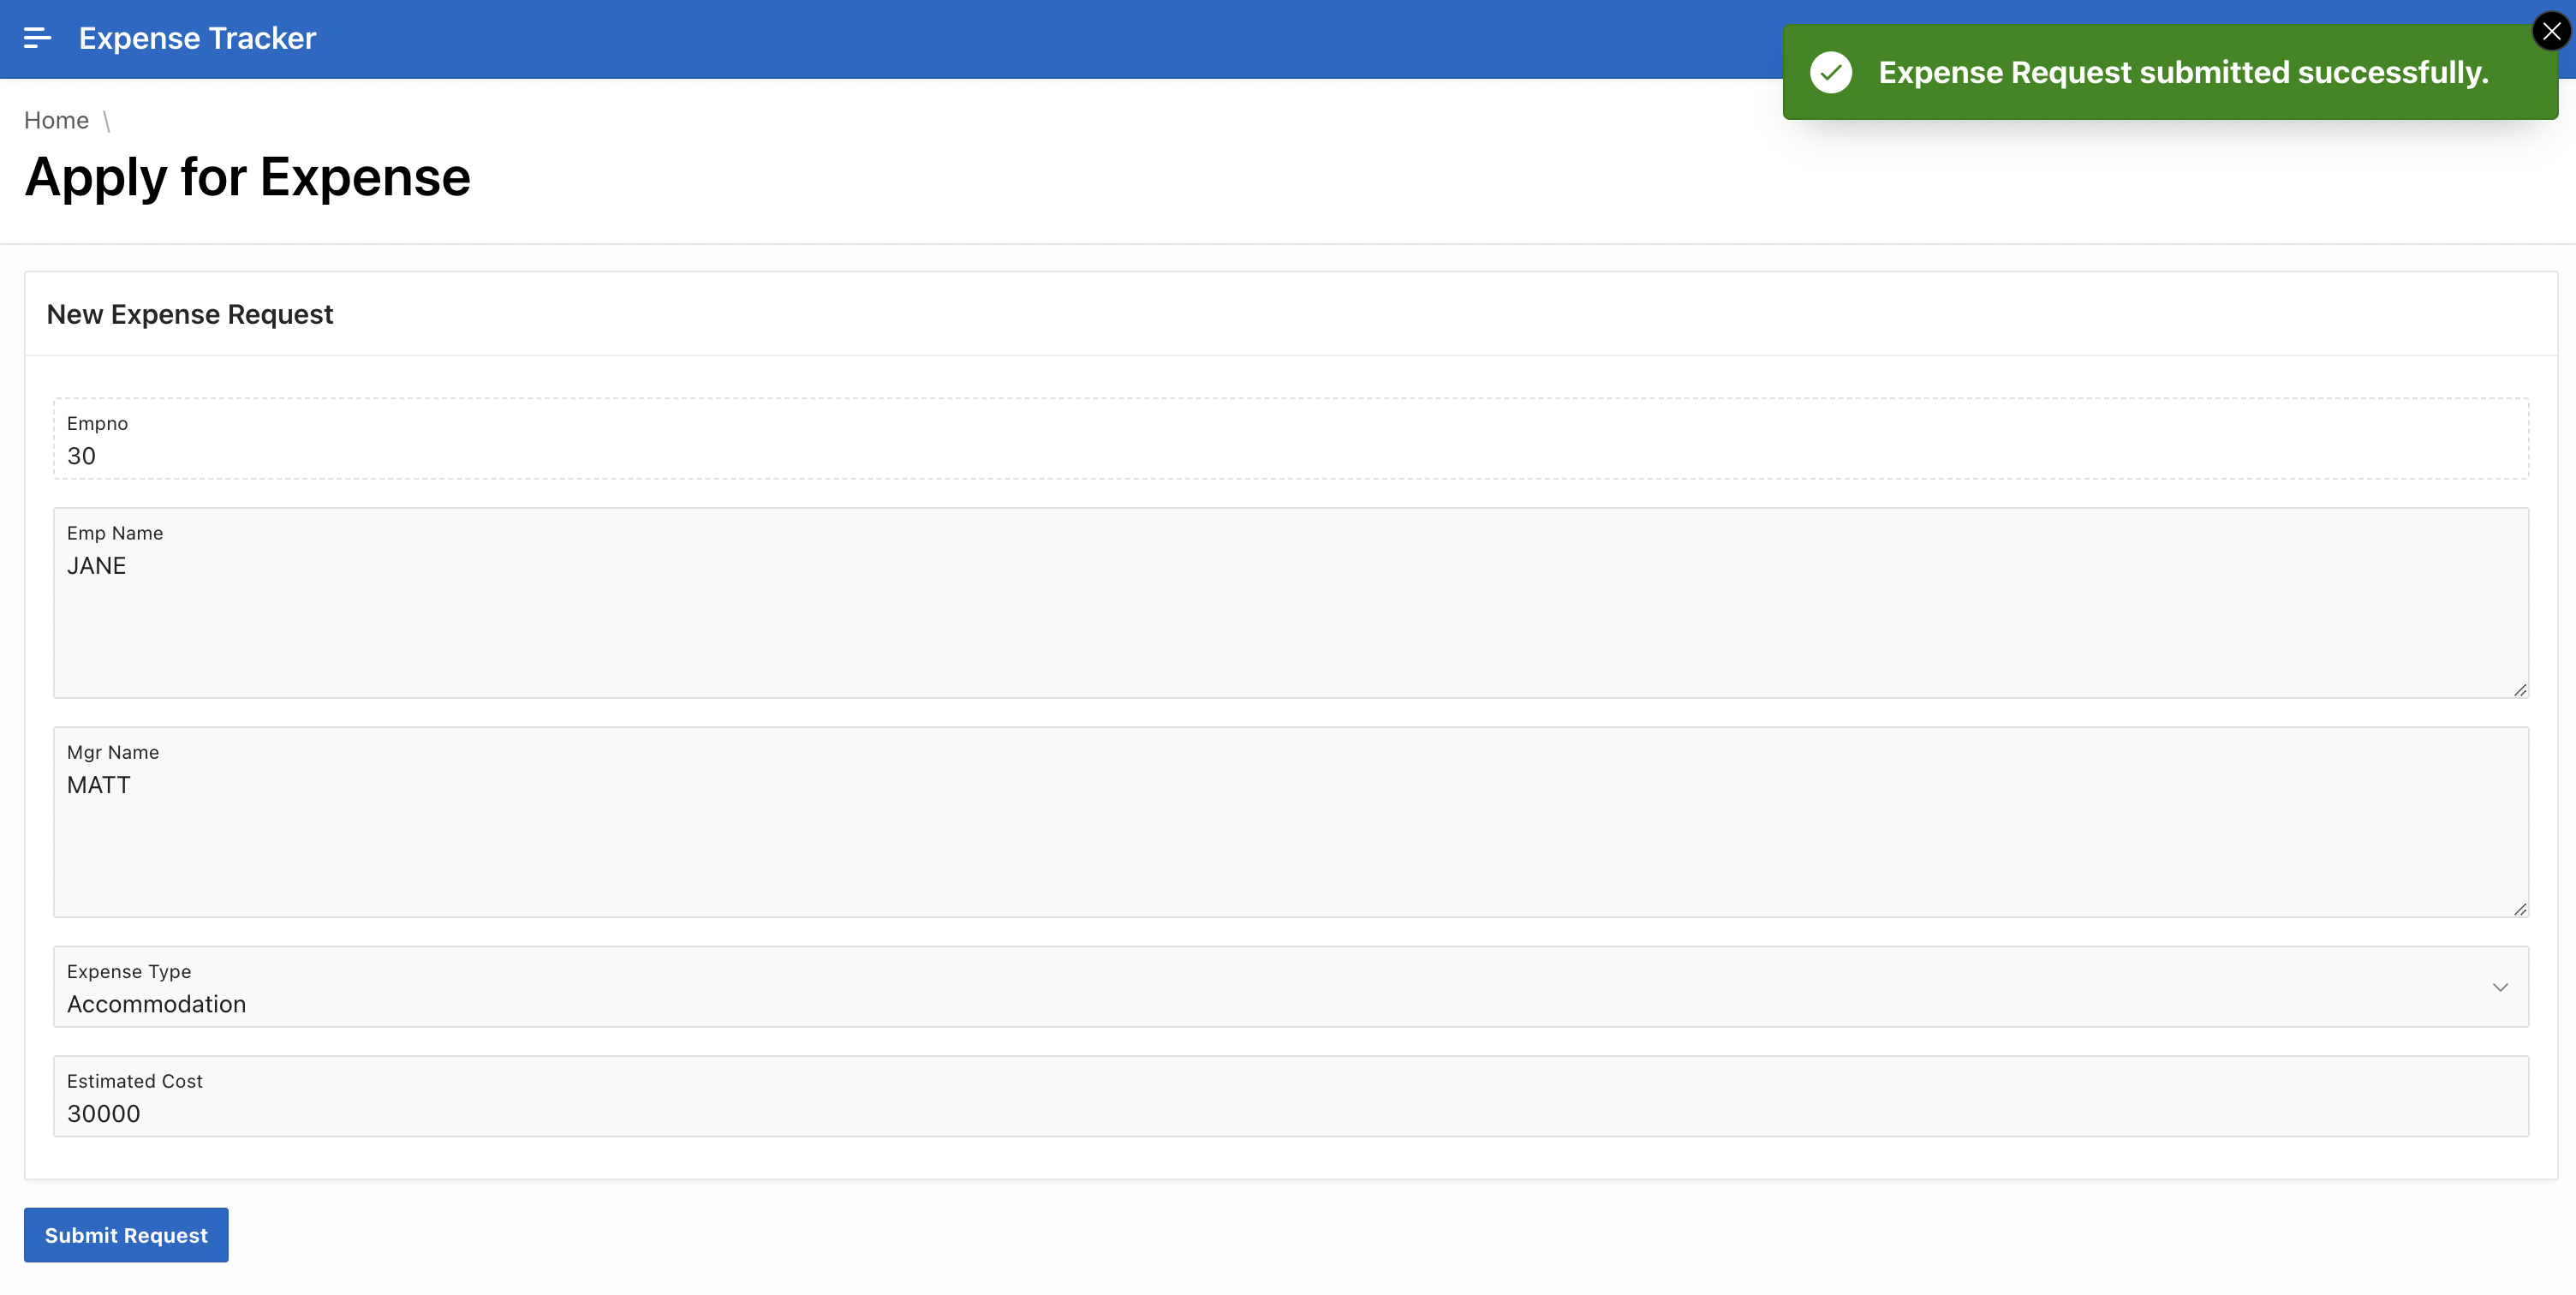 Expense Tracker
Expense Request submitted successfully.
Home \
Apply for Expense
New Expense Request
Empno
30
Emp Name
JANE
Mgr Name
MATT
Expense Type
Accommodation
Estimated Cost
30000
Submit Request